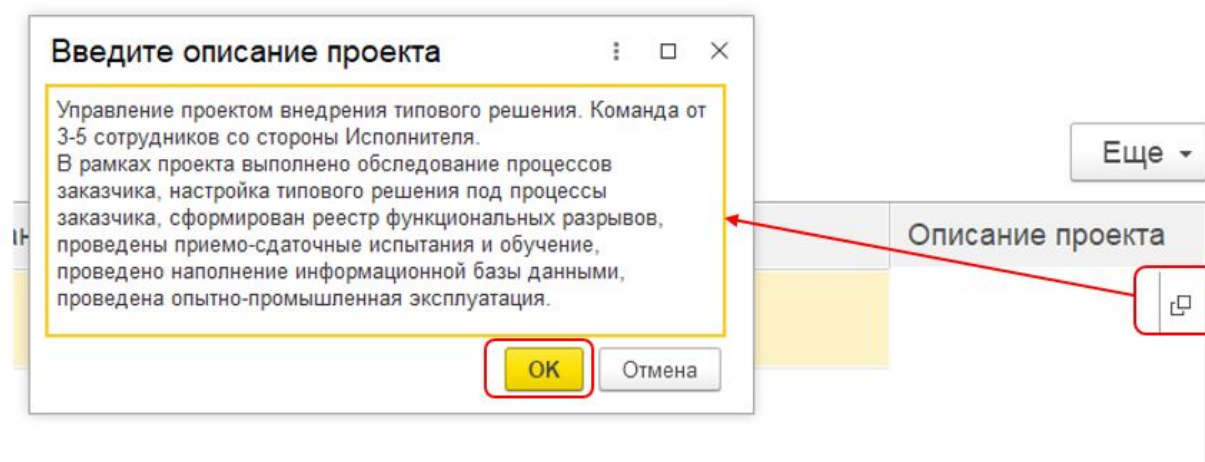 Введите описание проекта
Управление проектом внедрения типового решения. Команда от
3-5 сотрудников со стороны Исполнителя.
В рамках проекта выполнено обследование процессов
заказчика, настройка типового решения под процессы
заказчика, сформирован реестр функциональных разрывов,
проведены приемо-сдаточные испытания и обучение,
проведено наполнение информационной базы данными,
проведена опытно-промышленная эксплуатация.
ОК
Отмена
Еще
Описание проекта